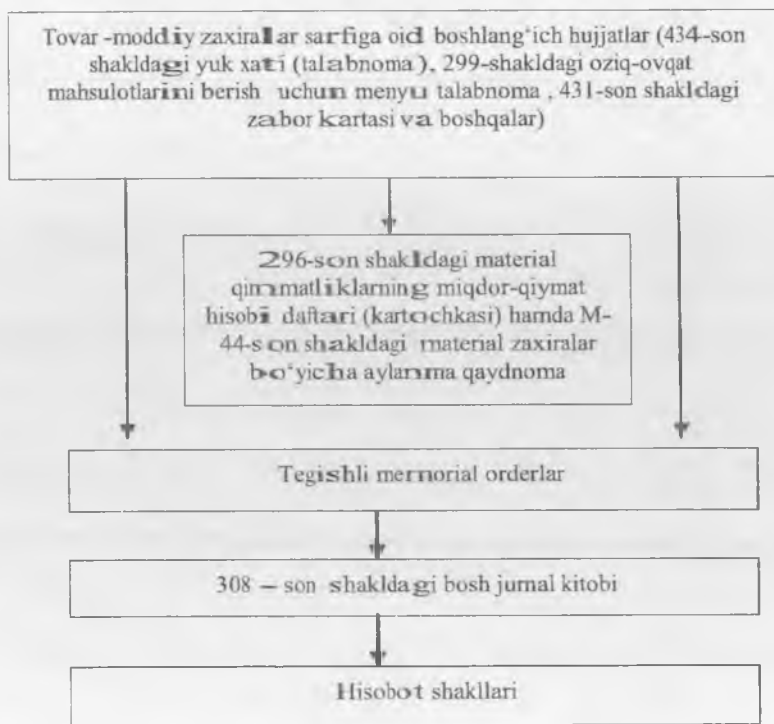 Tovar -moddiy zaxiralar sarfiga oid boshlang‘ich hujjatlar (434-son
shakldagi yuk xati (talabnoma ), 299-shakldagi oziq-ovqat
mahsulotlarini berish uchun menyu talabnoma , 431-son shakldagi
zabor kartasi va boshqalar)
296-son shakldagi material
qimmatliklarning miqdor-qiymat
hisobi daftari (kartochkasi) hamda M-
44-son shakldagi material zaxiralar
bo‘yicha aylanma qaydnoma
Tegishli memorial orderlar
308 – son shakldagi bosh jurnal kitobi
Hisobot shakllari